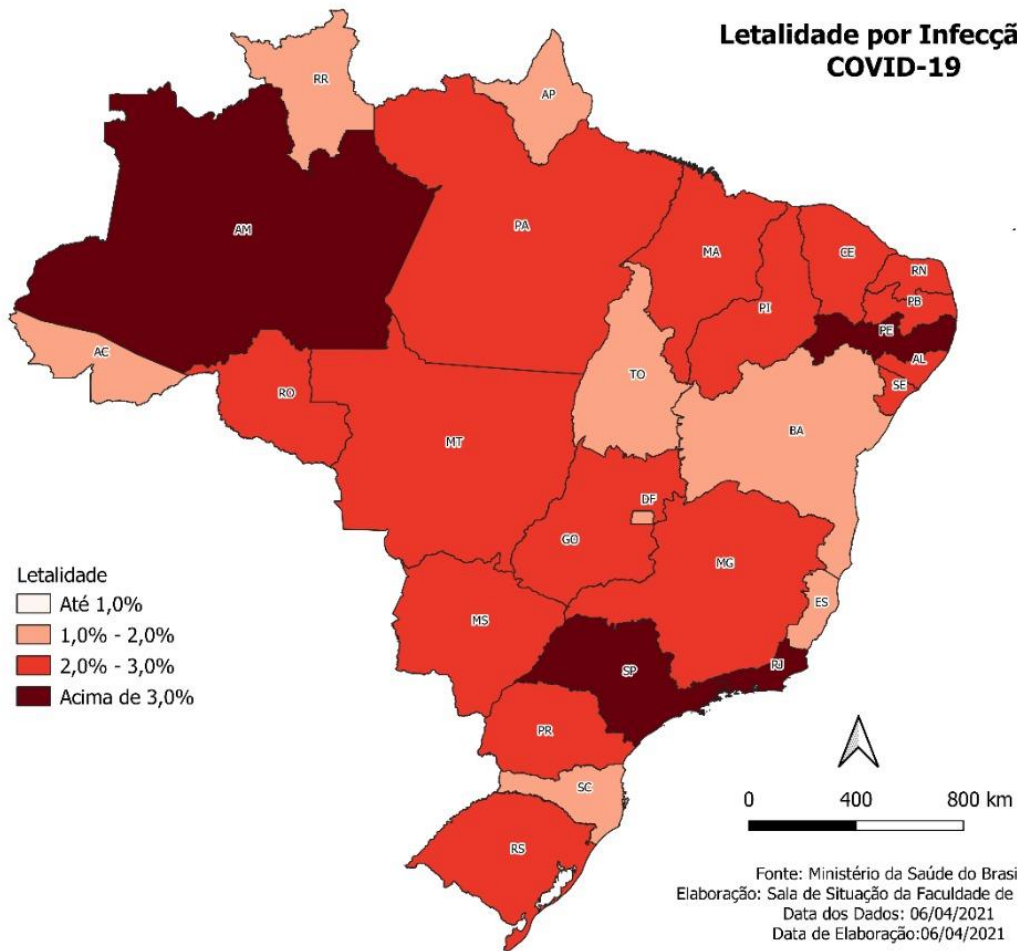 Letalidade por Infecçã
COVID-19
RR
AP
AM
PA
MA
CE
RN
PB
PI
PE
AL
SE
AC
RO
TO
BA
MT
DF
GO
MG
ES
MS
SP
RJ
PR
SC
RS
Letalidade
Até 1,0%
1,0% - 2,0%
2,0% - 3,0%
Acima de 3,0%
0 400 800 km
Fonte: Ministério da Saúde do Brasi
Elaboração: Sala de Situação da Faculdade de
Data dos Dados: 06/04/2021
Data de Elaboração:06/04/2021